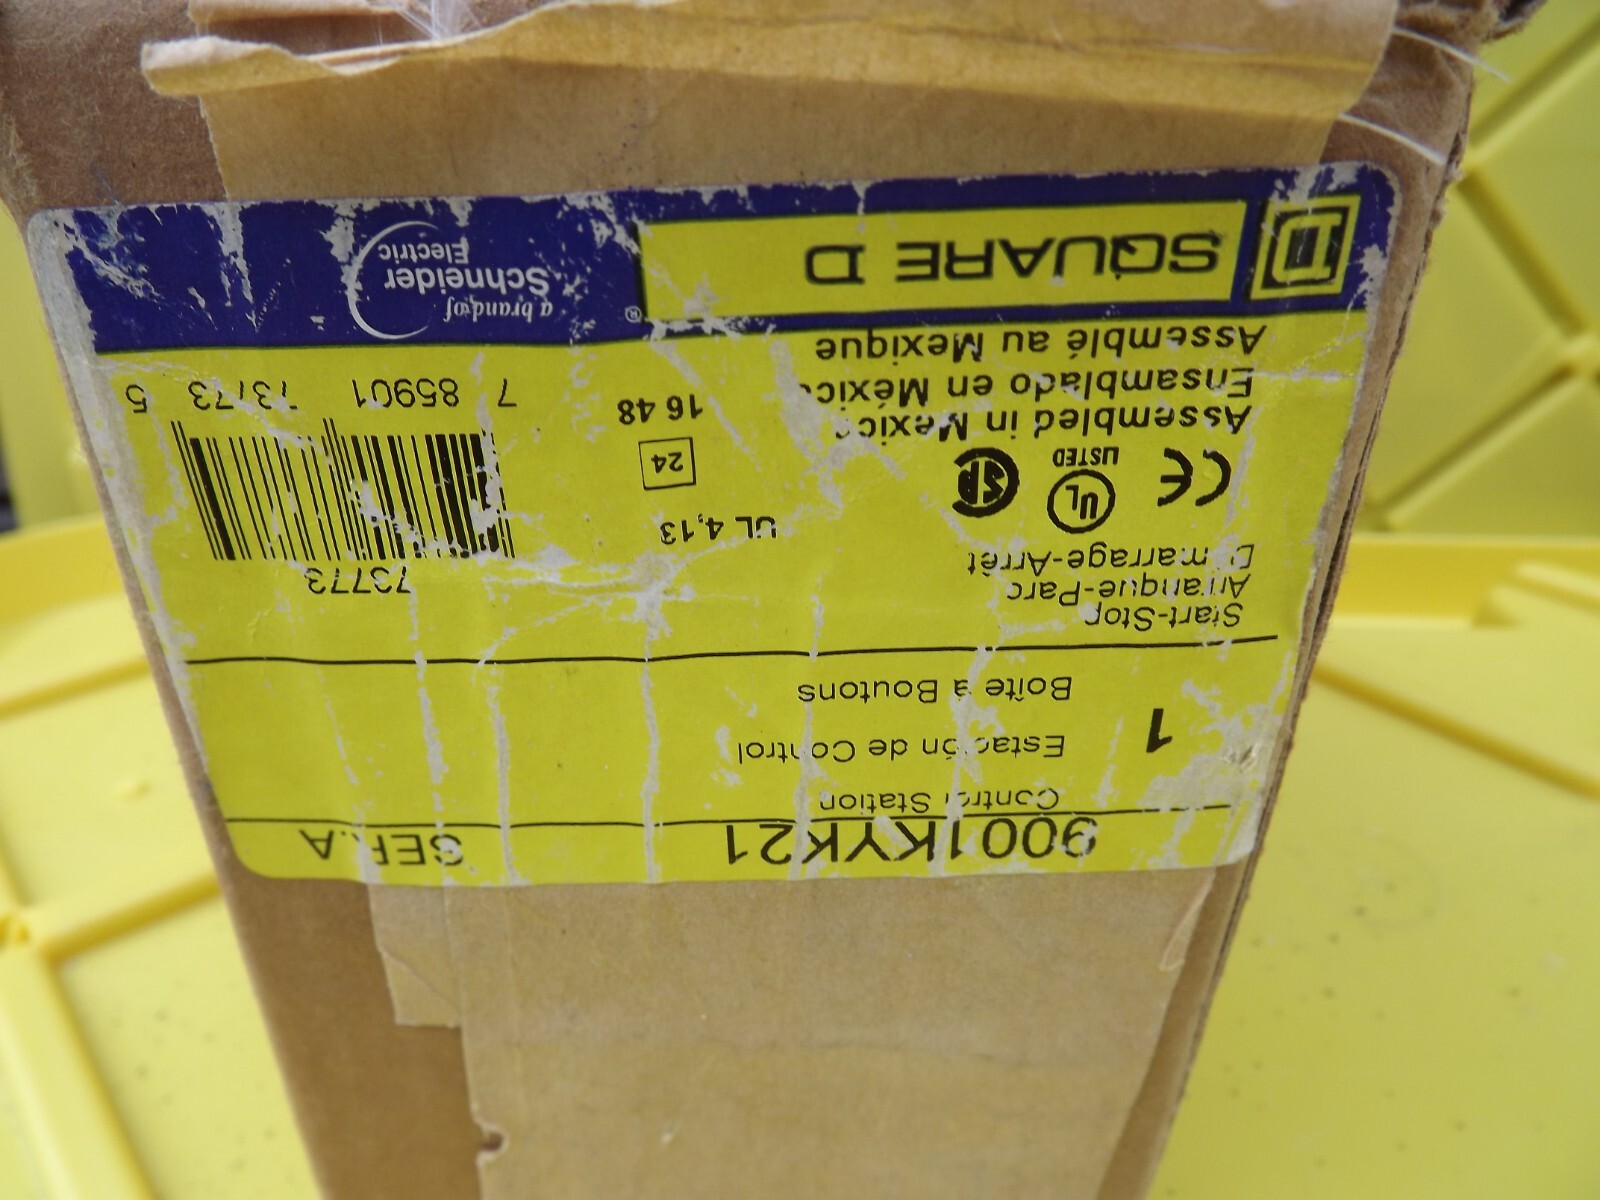 9001KYK21 SER.A
Control Station
1 Estación de Control
Boîte à Boutons
Start-Stop
Arranque-Paro
Démarrage-Arrêt
UL LISTED
UL 4,13
24
16 48
73773
7 85901 73773 5
Assembled in Mexico
Ensamblado en México
Assemblé au Mexique
D SQUARE D ®
a brand of
Schneider
Electric